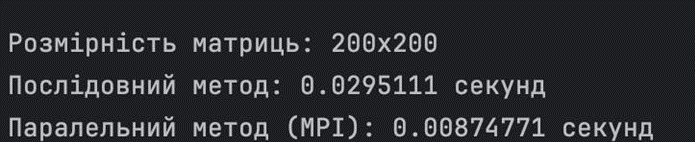 Розмірність матриць: 200x200
Послідовний метод: 0.0295111 секунд
Паралельний метод (MPI): 0.00874771 секунд